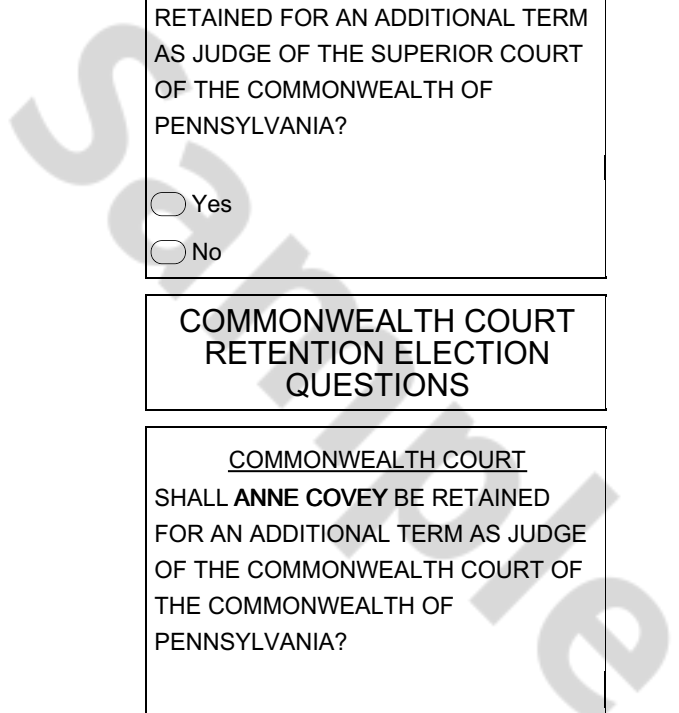 RETAINED FOR AN ADDITIONAL TERM
AS JUDGE OF THE SUPERIOR COURT
OF THE COMMONWEALTH OF
PENNSYLVANIA?
Yes
No
COMMONWEALTH COURT
RETENTION ELECTION
QUESTIONS
COMMONWEALTH COURT
SHALL ANNE COVEY BE RETAINED
FOR AN ADDITIONAL TERM AS JUDGE
OF THE COMMONWEALTH COURT OF
THE COMMONWEALTH OF
PENNSYLVANIA?
Sample